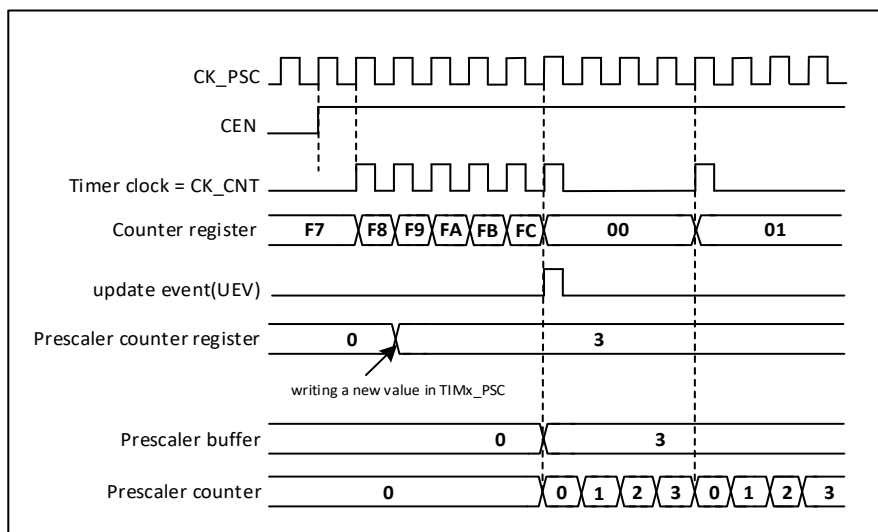 CK_PSC
CEN
Timer clock = CK_CNT
Counter register F7 F8 F9 FA FB FC 00 01
update event(UEV)
Prescaler counter register 0 3
writing a new value in TIMx_PSC
Prescaler buffer 0 3
Prescaler counter 0 0 1 2 3 0 1 2 3